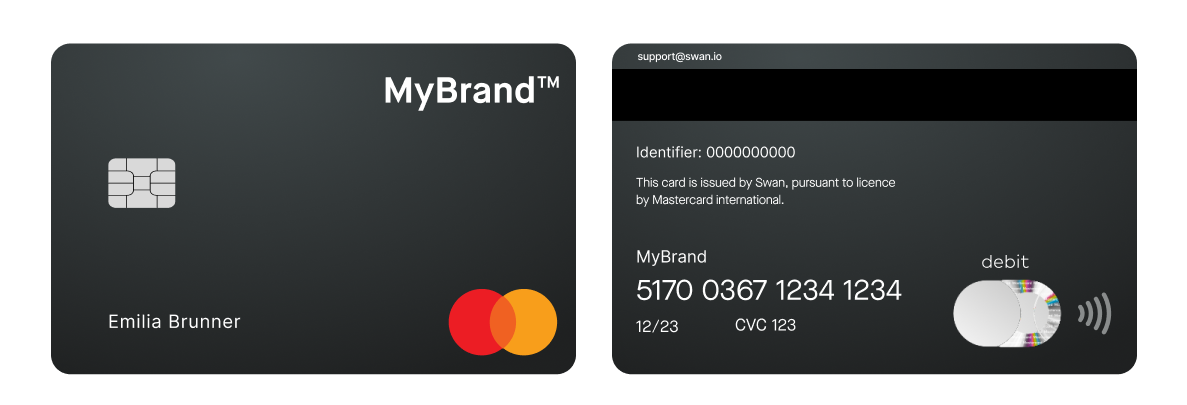 MyBrand™
Emilia Brunner
support@swan.io
Identifier: 0000000000
This card is issued by Swan, pursuant to licence
by Mastercard international.
MyBrand
5170 0367 1234 1234
12/23 CVC 123
debit